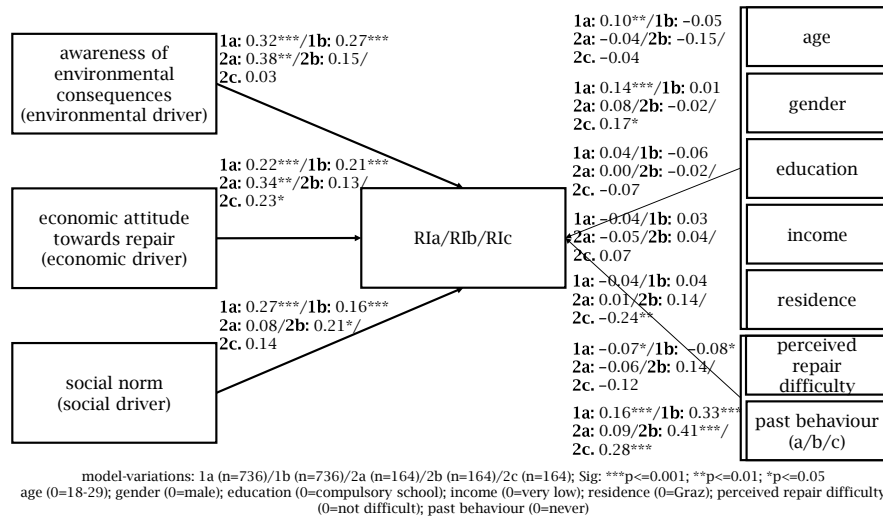 awareness of
environmental
consequences
(environmental driver)
1a: 0.32***/1b: 0.27***
2a: 0.38**/2b: 0.15/
2c. 0.03
economic attitude
towards repair
(economic driver)
1a: 0.22***/1b: 0.21***
2a: 0.34**/2b: 0.13/
2c. 0.23*
social norm
(social driver)
1a: 0.27***/1b: 0.16***
2a: 0.08/2b: 0.21*/
2c. 0.14
RIa/RIb/RIc
1a: 0.10**/1b: –0.05
2a: –0.04/2b: –0.15/
2c. –0.04
age
1a: 0.14***/1b: 0.01
2a: 0.08/2b: –0.02/
2c. 0.17*
gender
1a: 0.04/1b: –0.06
2a: 0.00/2b: –0.02/
2c. –0.07
education
1a: –0.04/1b: 0.03
2a: –0.05/2b: 0.04/
2c. 0.07
income
1a: –0.04/1b: 0.04
2a: 0.01/2b: 0.14/
2c. –0.24**
residence
1a: –0.07*/1b: –0.08*
2a: –0.06/2b: 0.14/
2c. –0.12
perceived
repair
difficulty
1a: 0.16***/1b: 0.33***
2a: 0.09/2b: 0.41***/
2c. 0.28***
past behaviour
(a/b/c)
model-variations: 1a (n=736)/1b (n=736)/2a (n=164)/2b (n=164)/2c (n=164); Sig: ***p<=0.001; **p<=0.01; *p<=0.05
age (0=18-29); gender (0=male); education (0=compulsory school); income (0=very low); residence (0=Graz); perceived repair difficulty
(0=not difficult); past behaviour (0=never)